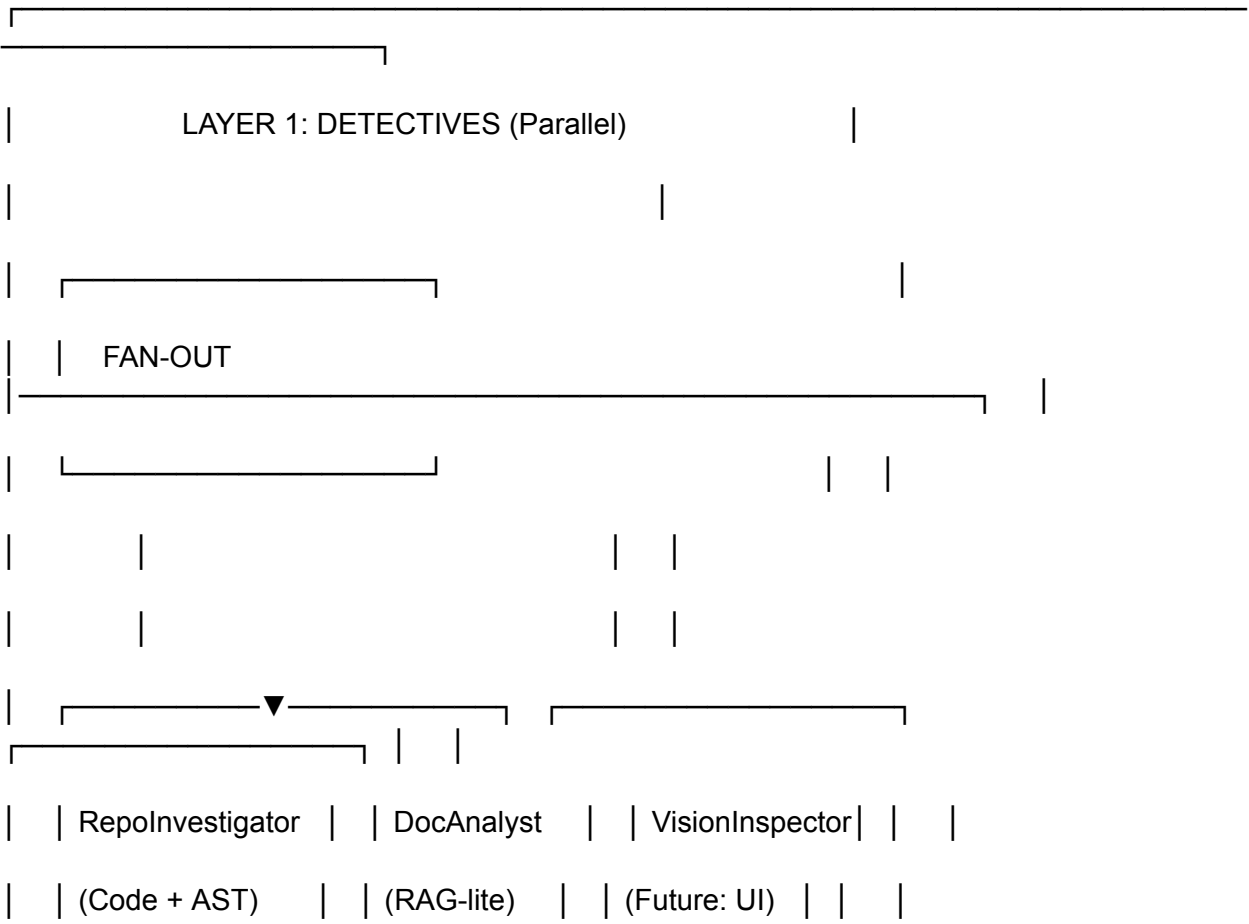 LAYER 1: DETECTIVES (Parallel)
FAN-OUT
RepoInvestigator DocAnalyst VisionInspector
(Code + AST) (RAG-lite) (Future: UI)